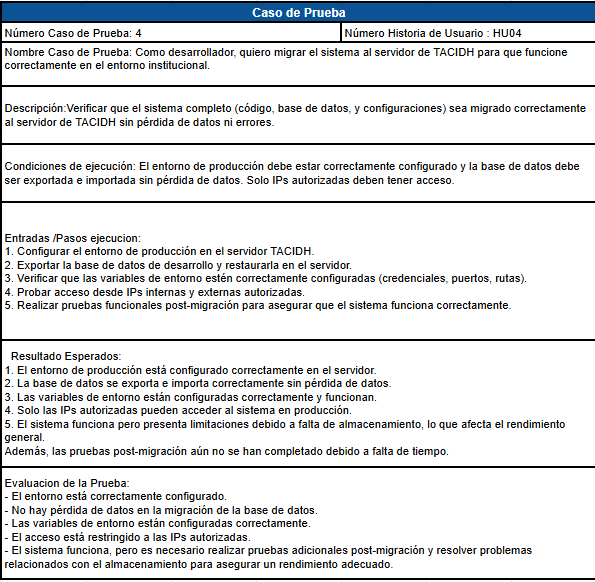 Caso de Prueba
Número Caso de Prueba: 4
Número Historia de Usuario : HU04
Nombre Caso de Prueba: Como desarrollador, quiero migrar el sistema al servidor de TACIDH para que funcione
correctamente en el entorno institucional.
Descripción:Verificar que el sistema completo (código, base de datos, y configuraciones) sea migrado correctamente
al servidor de TACIDH sin pérdida de datos ni errores.
Condiciones de ejecución: El entorno de producción debe estar correctamente configurado y la base de datos debe
ser exportada e importada sin pérdida de datos. Solo IPs autorizadas deben tener acceso.
Entradas /Pasos ejecucion:
1. Configurar el entorno de producción en el servidor TACIDH.
2. Exportar la base de datos de desarrollo y restaurarla en el servidor.
3. Verificar que las variables de entorno estén correctamente configuradas (credenciales, puertos, rutas).
4. Probar acceso desde IPs internas y externas autorizadas.
5. Realizar pruebas funcionales post-migración para asegurar que el sistema funciona correctamente.
Resultado Esperados:
1. El entorno de producción está configurado correctamente en el servidor.
2. La base de datos se exporta e importa correctamente sin pérdida de datos.
3. Las variables de entorno están configuradas correctamente y funcionan.
4. Solo las IPs autorizadas pueden acceder al sistema en producción.
5. El sistema funciona pero presenta limitaciones debido a falta de almacenamiento, lo que afecta el rendimiento
general.
Además, las pruebas post-migración aún no se han completado debido a falta de tiempo.
Evaluacion de la Prueba:
- El entorno está correctamente configurado.
- No hay pérdida de datos en la migración de la base de datos.
- Las variables de entorno están configuradas correctamente.
- El acceso está restringido a las IPs autorizadas.
- El sistema funciona, pero es necesario realizar pruebas adicionales post-migración y resolver problemas
relacionados con el almacenamiento para asegurar un rendimiento adecuado.